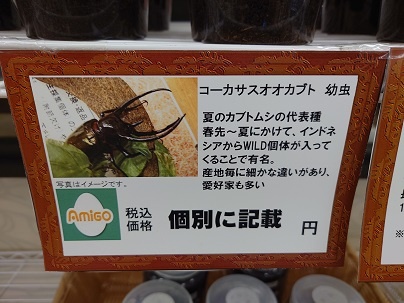 コーカサスオオカブト 幼虫
夏のカブトムシの代表種
春先～夏にかけて、インドネ
シアからWILD個体が入って
くることで有名。
産地毎に細かな違いがあり、
愛好家も多い
写真はイメージです。
AMIGO
税込
価格
個別に記載
円